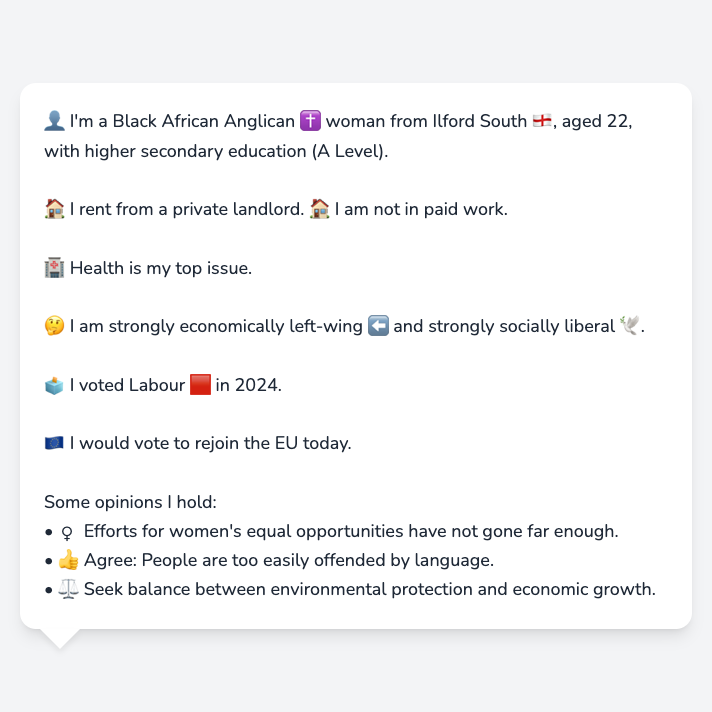 👤 I'm a Black African Anglican ✝️ woman from Ilford South 🏴󠁧󠁢󠁥󠁮󠁧󠁿, aged 22,
with higher secondary education (A Level).
🏠 I rent from a private landlord. 🏠 I am not in paid work.
🏥 Health is my top issue.
🤔 I am strongly economically left-wing ⬅️ and strongly socially liberal 🕊️.
🗳️ I voted Labour 🟥 in 2024.
🇪🇺 I would vote to rejoin the EU today.
Some opinions I hold:
• ♀️ Efforts for women's equal opportunities have not gone far enough.
• 👍 Agree: People are too easily offended by language.
• ⚖️ Seek balance between environmental protection and economic growth.